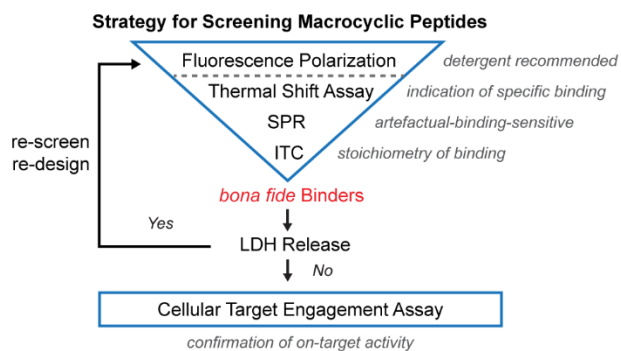 Strategy for Screening Macrocyclic Peptides
Fluorescence Polarization
detergent recommended
Thermal Shift Assay
indication of specific binding
SPR
artefactual-binding-sensitive
ITC
stoichiometry of binding
re-screen
re-design
bona fide Binders
Yes
LDH Release
No
Cellular Target Engagement Assay
confirmation of on-target activity